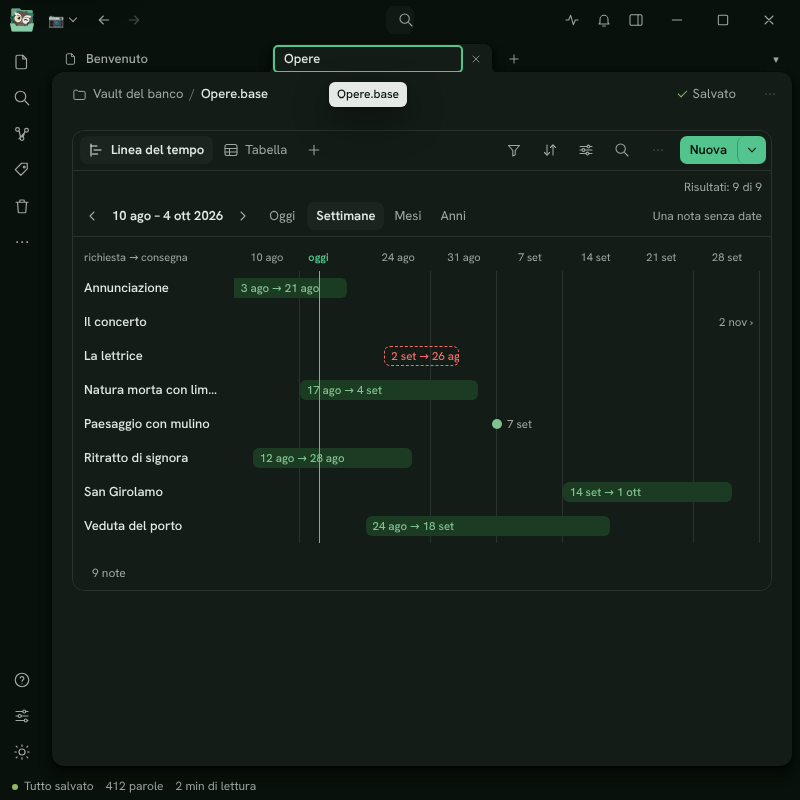 Benvenuto
Opere
Vault del banco / Opere.base
Opere.base
Salvato
Linea del tempo
Tabella
Nuova
Risultati: 9 di 9
10 ago – 4 ott 2026
Oggi
Settimane
Mesi
Anni
Una nota senza date
richiesta → consegna
10 ago
oggi
24 ago
31 ago
7 set
14 set
21 set
28 set
Annunciazione
3 ago → 21 ago
Il concerto
2 nov ›
La lettrice
2 set → 26 ag
Natura morta con lim...
17 ago → 4 set
Paesaggio con mulino
7 set
Ritratto di signora
12 ago → 28 ago
San Girolamo
14 set → 1 ott
Veduta del porto
24 ago → 18 set
9 note
Tutto salvato
412 parole
2 min di lettura